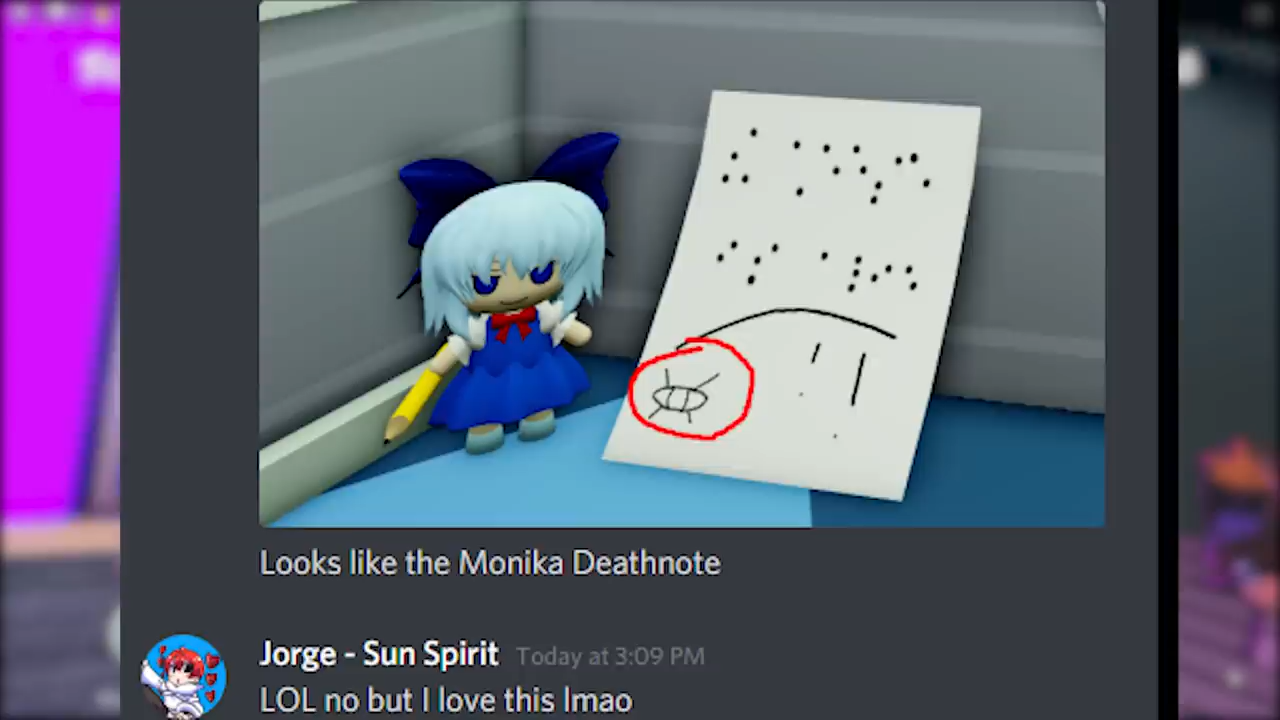 Looks like the Monika Deathnote
Jorge - Sun Spirit Today at 3:09 PM
LOL no but I love this lmao